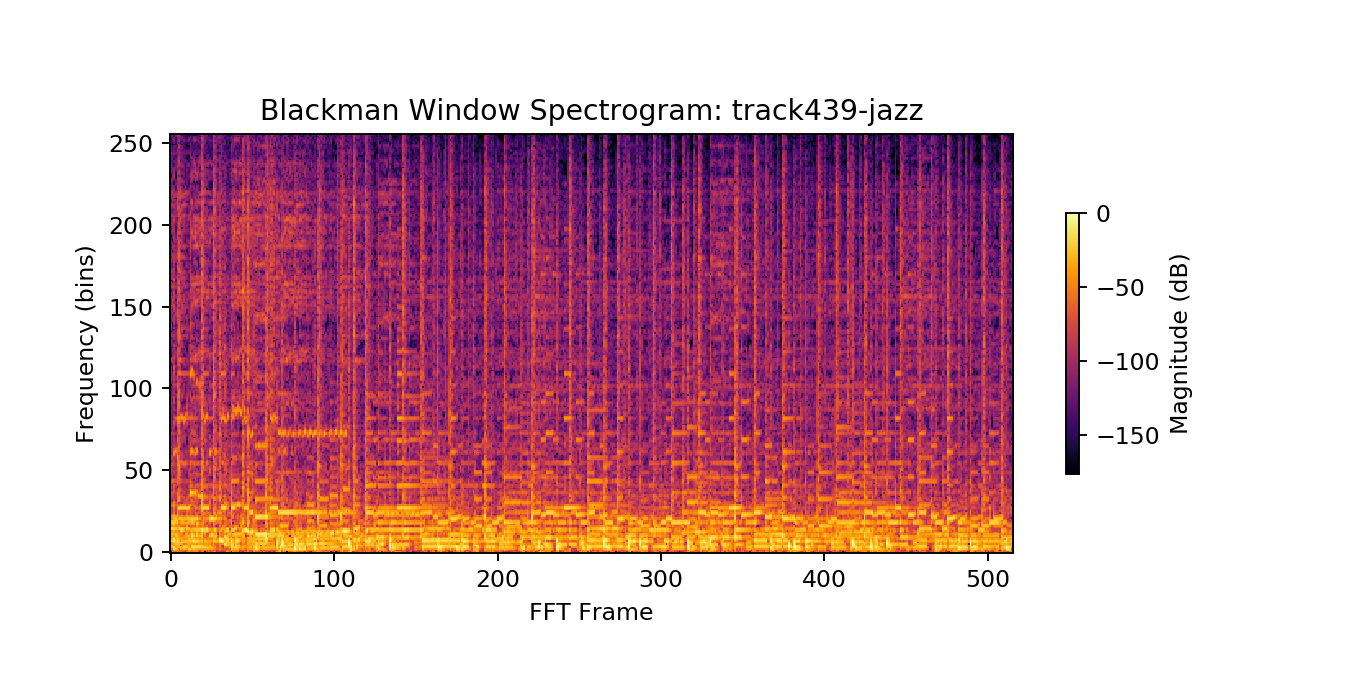 Blackman Window Spectrogram: track439-jazz
250
200
150
100
50
0
Frequency (bins)
0 100 200 300 400 500
FFT Frame
0
−50
−100
−150
Magnitude (dB)